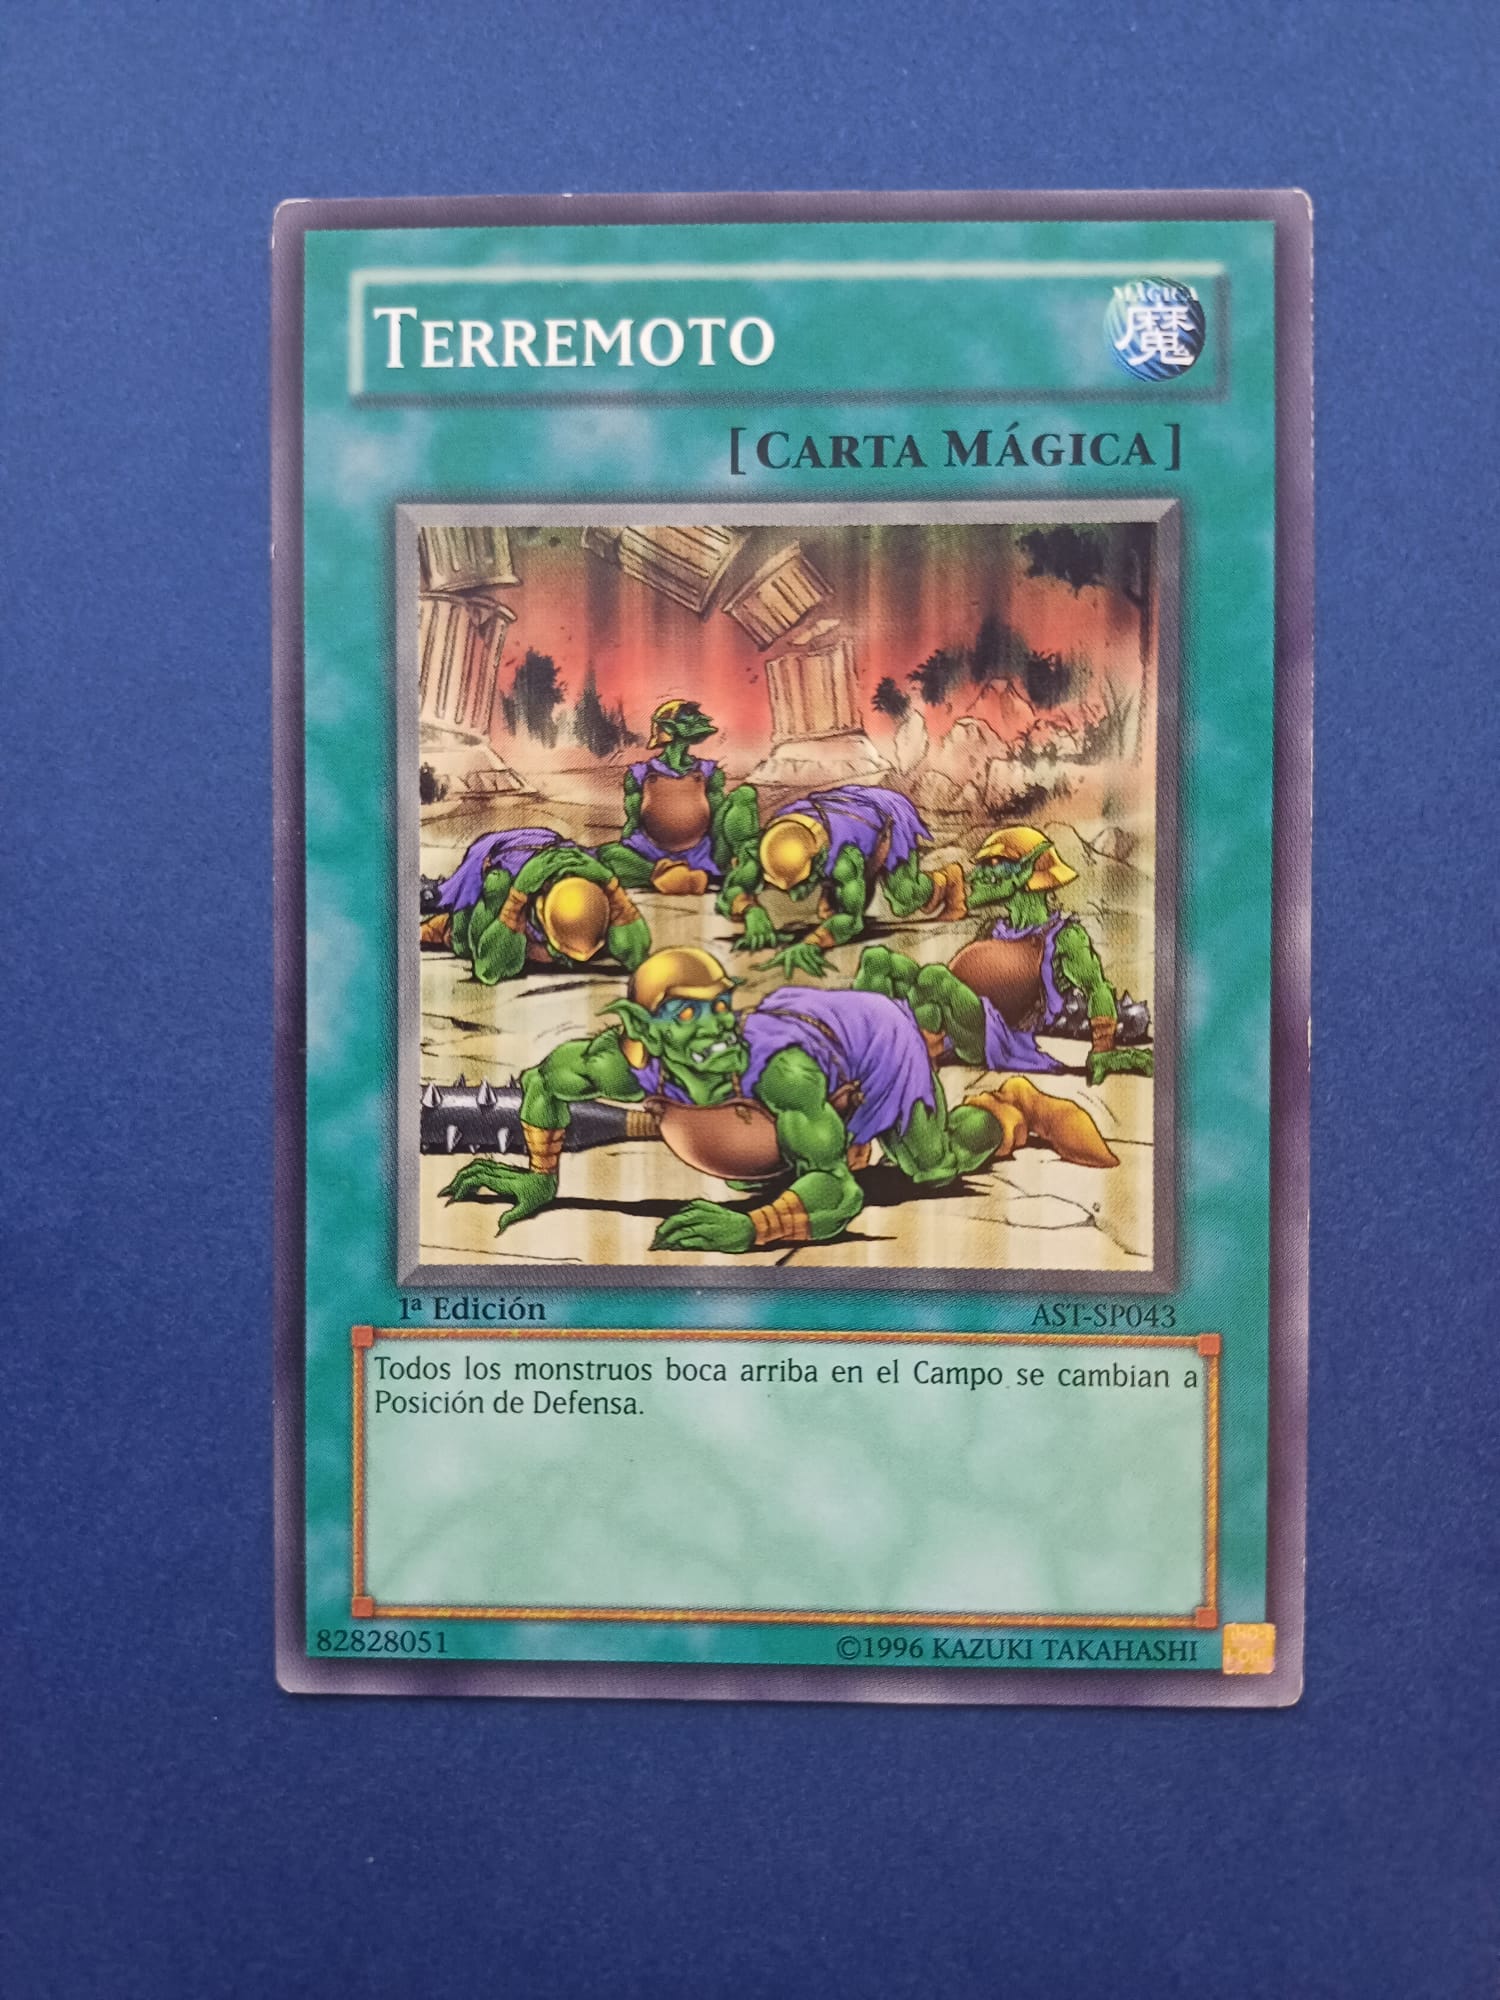 TERREMOTO
MÁGICA
魔
[CARTA MÁGICA]
1ª Edición
AST-SP043
Todos los monstruos boca arriba en el Campo se cambian a
Posición de Defensa.
82828051
©1996 KAZUKI TAKAHASHI